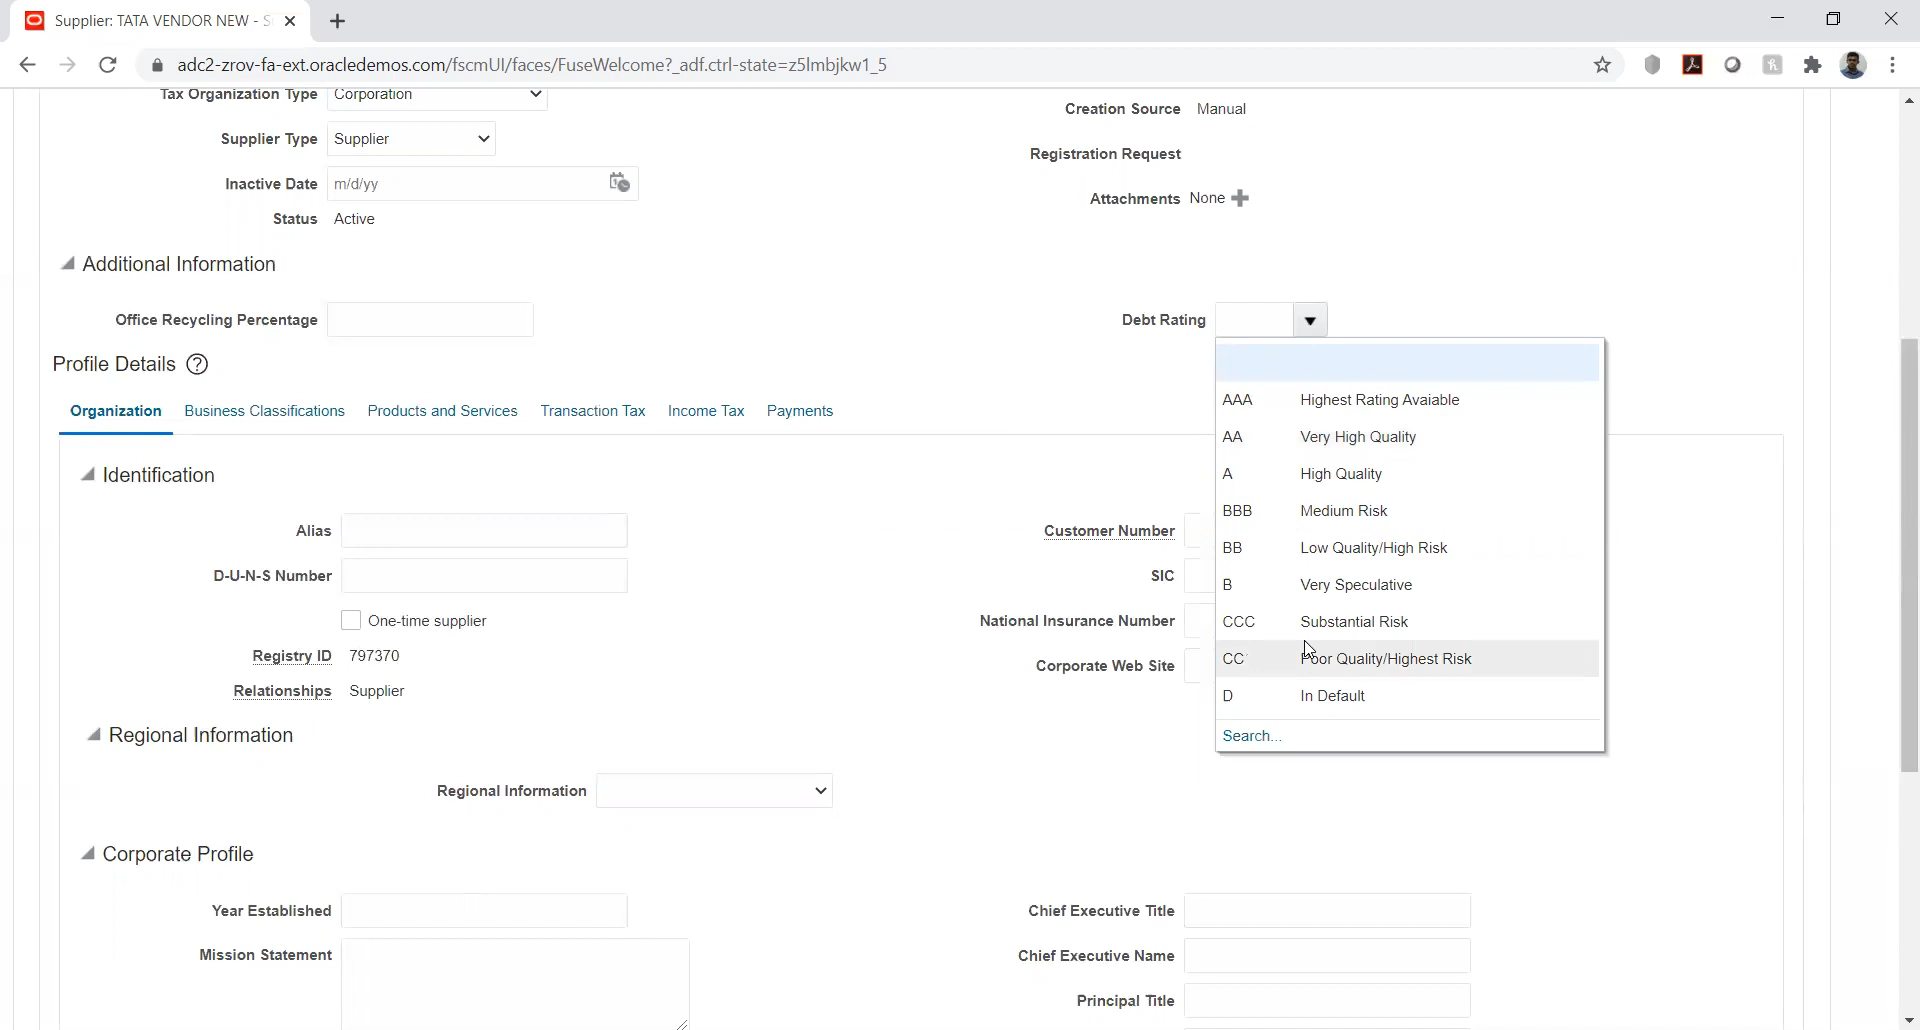 Supplier: TATA VENDOR NEW - S
adc2-zrov-fa-ext.oracledemos.com/fscmUI/faces/FuseWelcome?_adf.ctrl-state=z5lmbjkw1_5
Tax Organization Type Corporation
Creation Source Manual
Supplier Type Supplier
Registration Request
Inactive Date m/d/yy
Attachments None
Status Active
Additional Information
Office Recycling Percentage
Debt Rating
Profile Details
AAA Highest Rating Avaiable
Organization Business Classifications Products and Services Transaction Tax Income Tax Payments
AA Very High Quality
A High Quality
Identification
BBB Medium Risk
Alias
Customer Number
BB Low Quality/High Risk
D-U-N-S Number
SIC
B Very Speculative
One-time supplier
National Insurance Number
CCC Substantial Risk
Registry ID 797370
Corporate Web Site
CC Poor Quality/Highest Risk
Relationships Supplier
D In Default
Regional Information
Search...
Regional Information
Corporate Profile
Year Established
Chief Executive Title
Mission Statement
Chief Executive Name
Principal Title